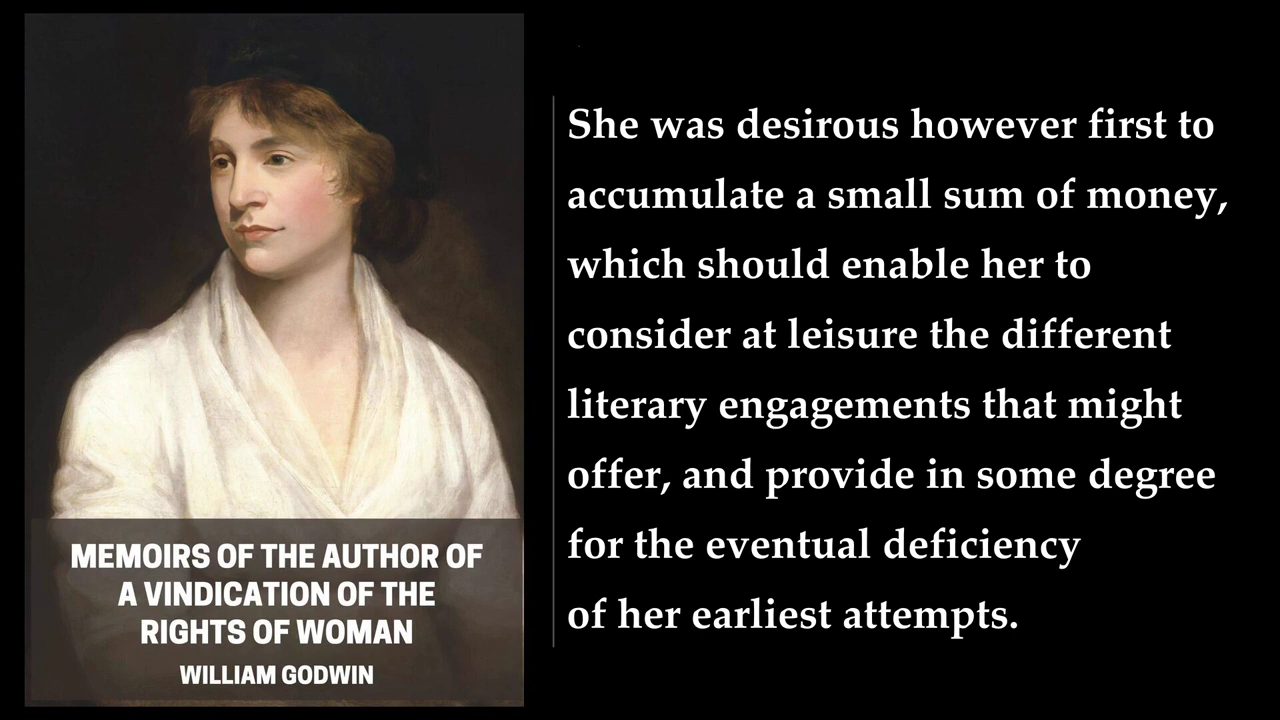 MEMOIRS OF THE AUTHOR OF
A VINDICATION OF THE
RIGHTS OF WOMAN
WILLIAM GODWIN
She was desirous however first to
accumulate a small sum of money,
which should enable her to
consider at leisure the different
literary engagements that might
offer, and provide in some degree
for the eventual deficiency
of her earliest attempts.